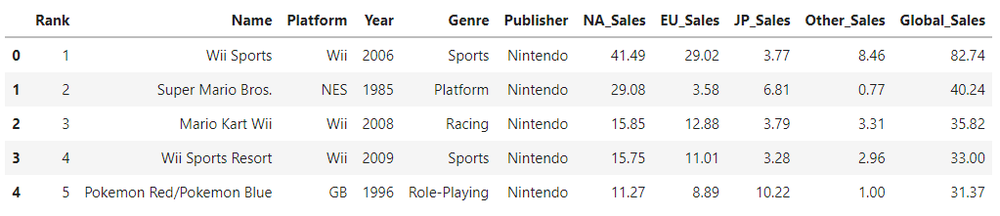 Rank Name Platform Year Genre Publisher NA_Sales EU_Sales JP_Sales Other_Sales Global_Sales
0 1 Wii Sports Wii 2006 Sports Nintendo 41.49 29.02 3.77 8.46 82.74
1 2 Super Mario Bros. NES 1985 Platform Nintendo 29.08 3.58 6.81 0.77 40.24
2 3 Mario Kart Wii Wii 2008 Racing Nintendo 15.85 12.88 3.79 3.31 35.82
3 4 Wii Sports Resort Wii 2009 Sports Nintendo 15.75 11.01 3.28 2.96 33.00
4 5 Pokemon Red/Pokemon Blue GB 1996 Role-Playing Nintendo 11.27 8.89 10.22 1.00 31.37